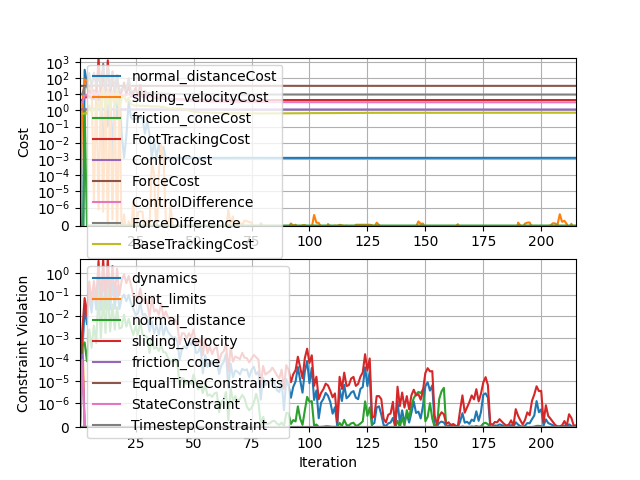 10³
10²
10¹
10⁰
10⁻¹
10⁻²
10⁻³
10⁻⁴
10⁻⁵
10⁻⁶
0
Cost
normal_distanceCost
sliding_velocityCost
friction_coneCost
FootTrackingCost
ControlCost
ForceCost
ControlDifference
ForceDifference
BaseTrackingCost
25 50 75 100 125 150 175 200
10⁰
10⁻¹
10⁻²
10⁻³
10⁻⁴
10⁻⁵
10⁻⁶
0
Constraint Violation
dynamics
joint_limits
normal_distance
sliding_velocity
friction_cone
EqualTimeConstraints
StateConstraint
TimestepConstraint
25 50 75 100 125 150 175 200
Iteration